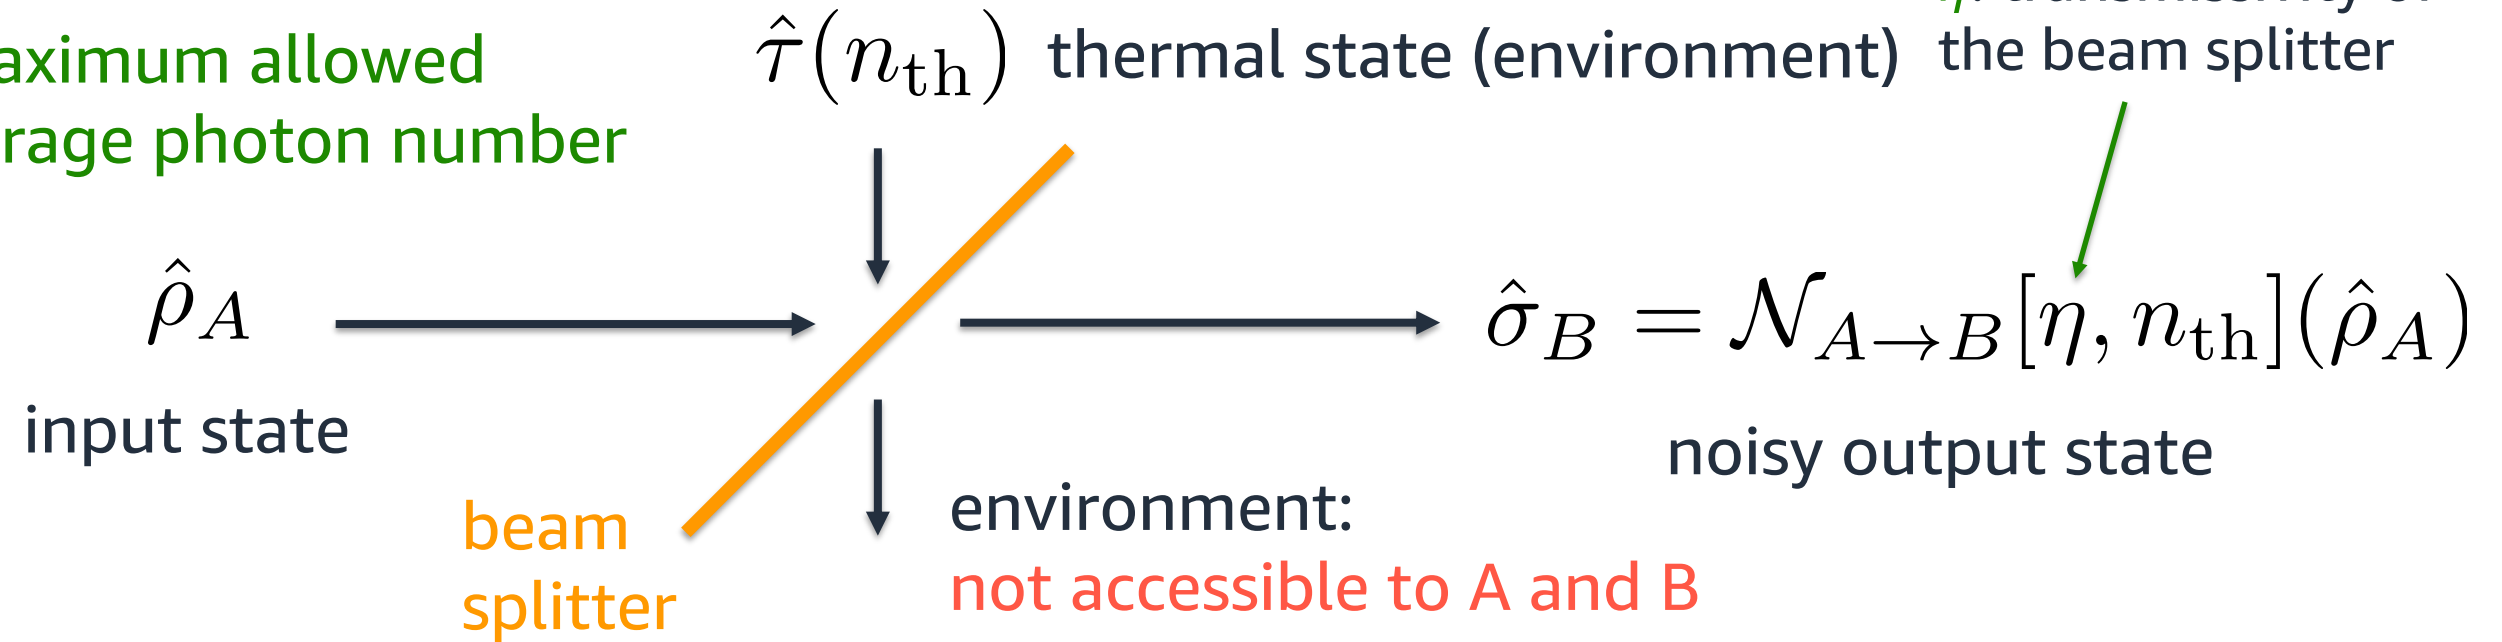 aximum allowed
rage photon number
τ̂(n_th) thermal state (environment)
the beam splitter
ρ̂_A
σ̂_B = 𝒩_{A→B}[η, n_th](ρ̂_A)
input state
noisy output state
beam
splitter
environment:
not accessible to A and B